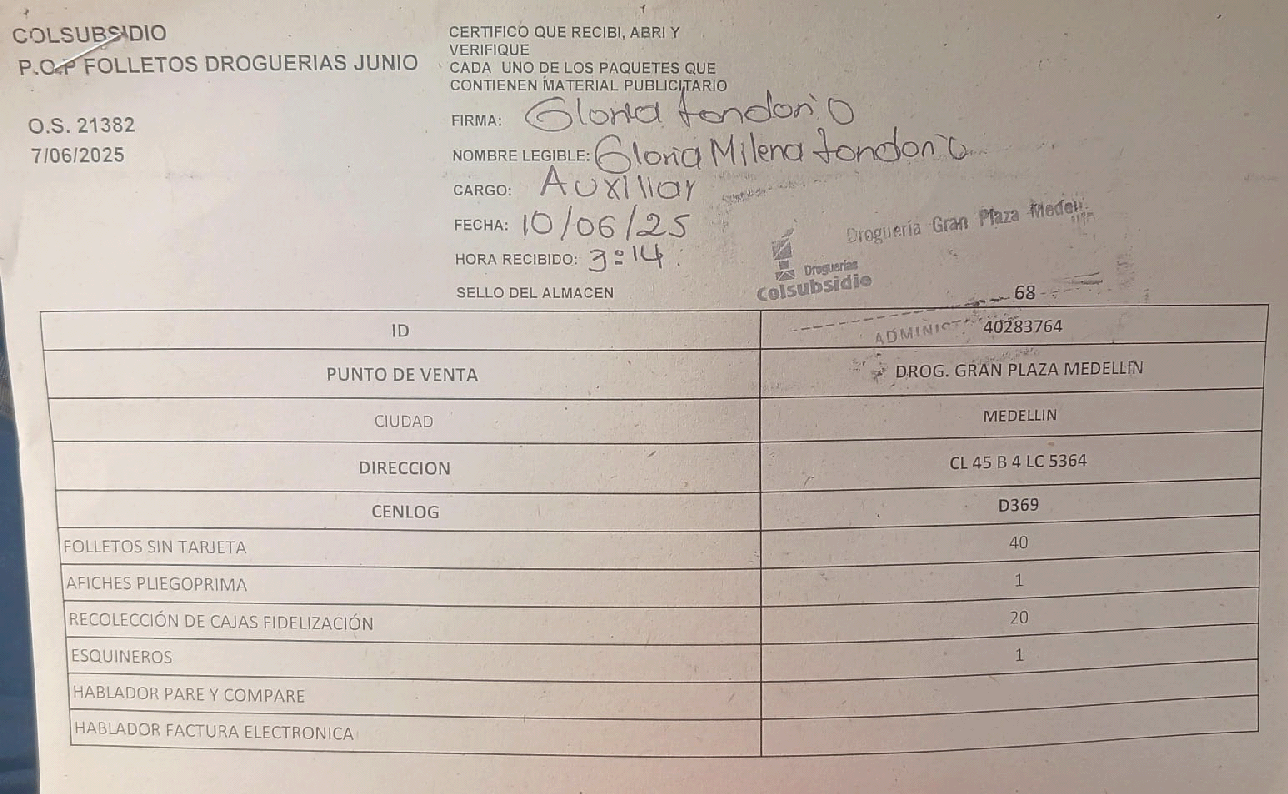 COLSUBSIDIO
P.O.P FOLLETOS DROGUERIAS JUNIO
O.S. 21382
7/06/2025
CERTIFICO QUE RECIBI, ABRI Y
VERIFIQUE
CADA UNO DE LOS PAQUETES QUE
CONTIENEN MATERIAL PUBLICITARIO
FIRMA: Gloria Londoño
NOMBRE LEGIBLE: Gloria Milena Londoño
CARGO: Auxiliar
FECHA: 10/06/25
HORA RECIBIDO: 3:14
SELLO DEL ALMACEN
Droguería Gran Plaza Medell
Droguerías
Colsubsidio
68
ADMINIST
ID 40283764
PUNTO DE VENTA DROG. GRAN PLAZA MEDELLIN
CIUDAD MEDELLIN
DIRECCION CL 45 B 4 LC 5364
CENLOG D369
FOLLETOS SIN TARJETA 40
AFICHES PLIEGOPRIMA 1
RECOLECCIÓN DE CAJAS FIDELIZACIÓN 20
ESQUINEROS 1
HABLADOR PARE Y COMPARE
HABLADOR FACTURA ELECTRONICA